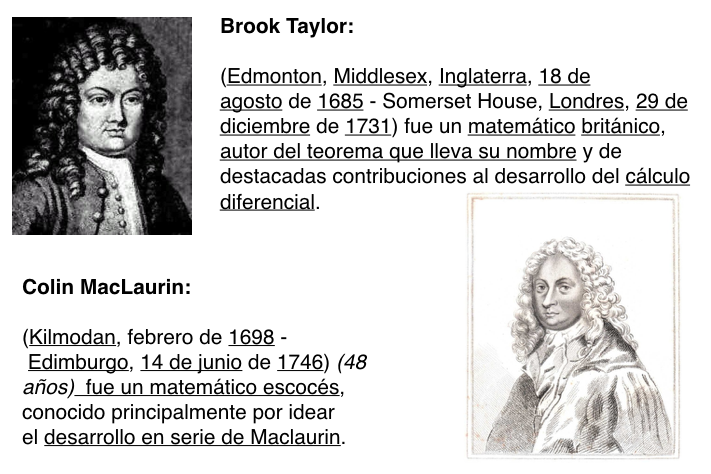 Brook Taylor:
(Edmonton, Middlesex, Inglaterra, 18 de
agosto de 1685 - Somerset House, Londres, 29 de
diciembre de 1731) fue un matemático británico,
autor del teorema que lleva su nombre y de
destacadas contribuciones al desarrollo del cálculo
diferencial.
Colin MacLaurin:
(Kilmodan, febrero de 1698 -
Edimburgo, 14 de junio de 1746) (48
años) fue un matemático escocés,
conocido principalmente por idear
el desarrollo en serie de Maclaurin.